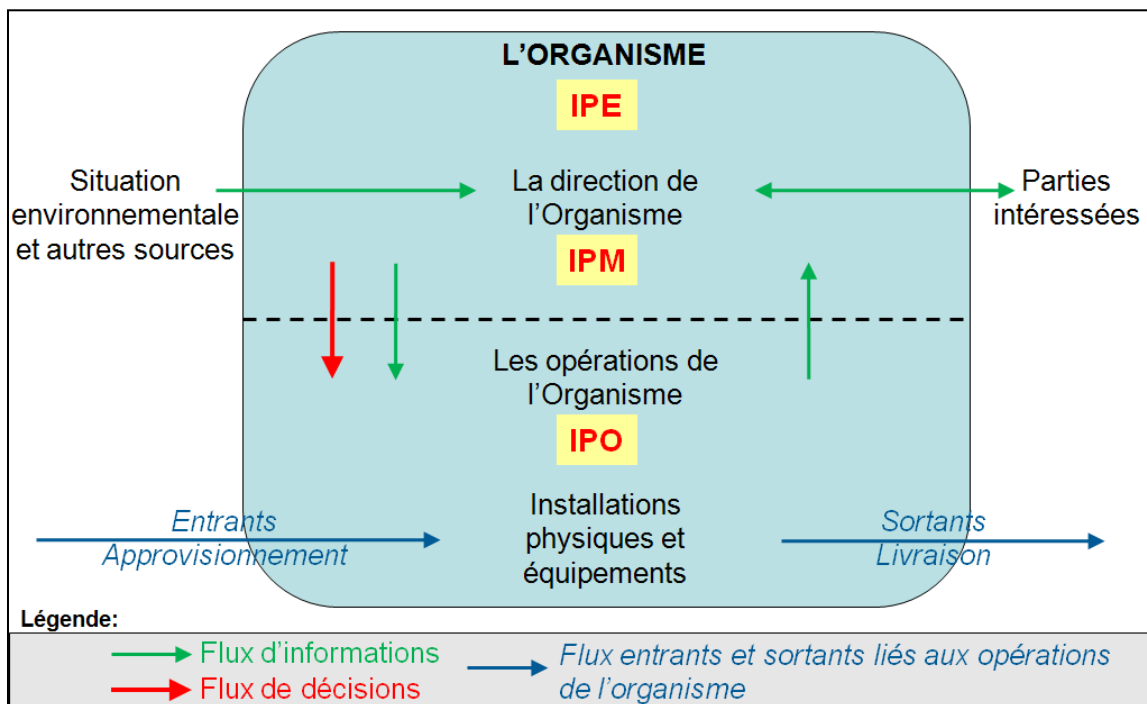 L'ORGANISME
IPE
Situation
environnementale
et autres sources
La direction de
l'Organisme
Parties
intéressées
IPM
Les opérations de
l'Organisme
IPO
Entrants
Approvisionnement
Installations
physiques et
équipements
Sortants
Livraison
Légende:
Flux d'informations
Flux de décisions
Flux entrants et sortants liés aux opérations
de l'organisme